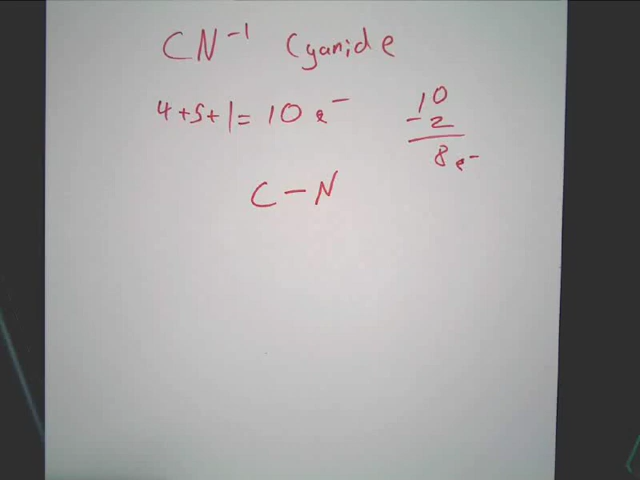 CN⁻¹ Cyanide
4+5+1= 10 e⁻
10
-2
8 e⁻
C – N